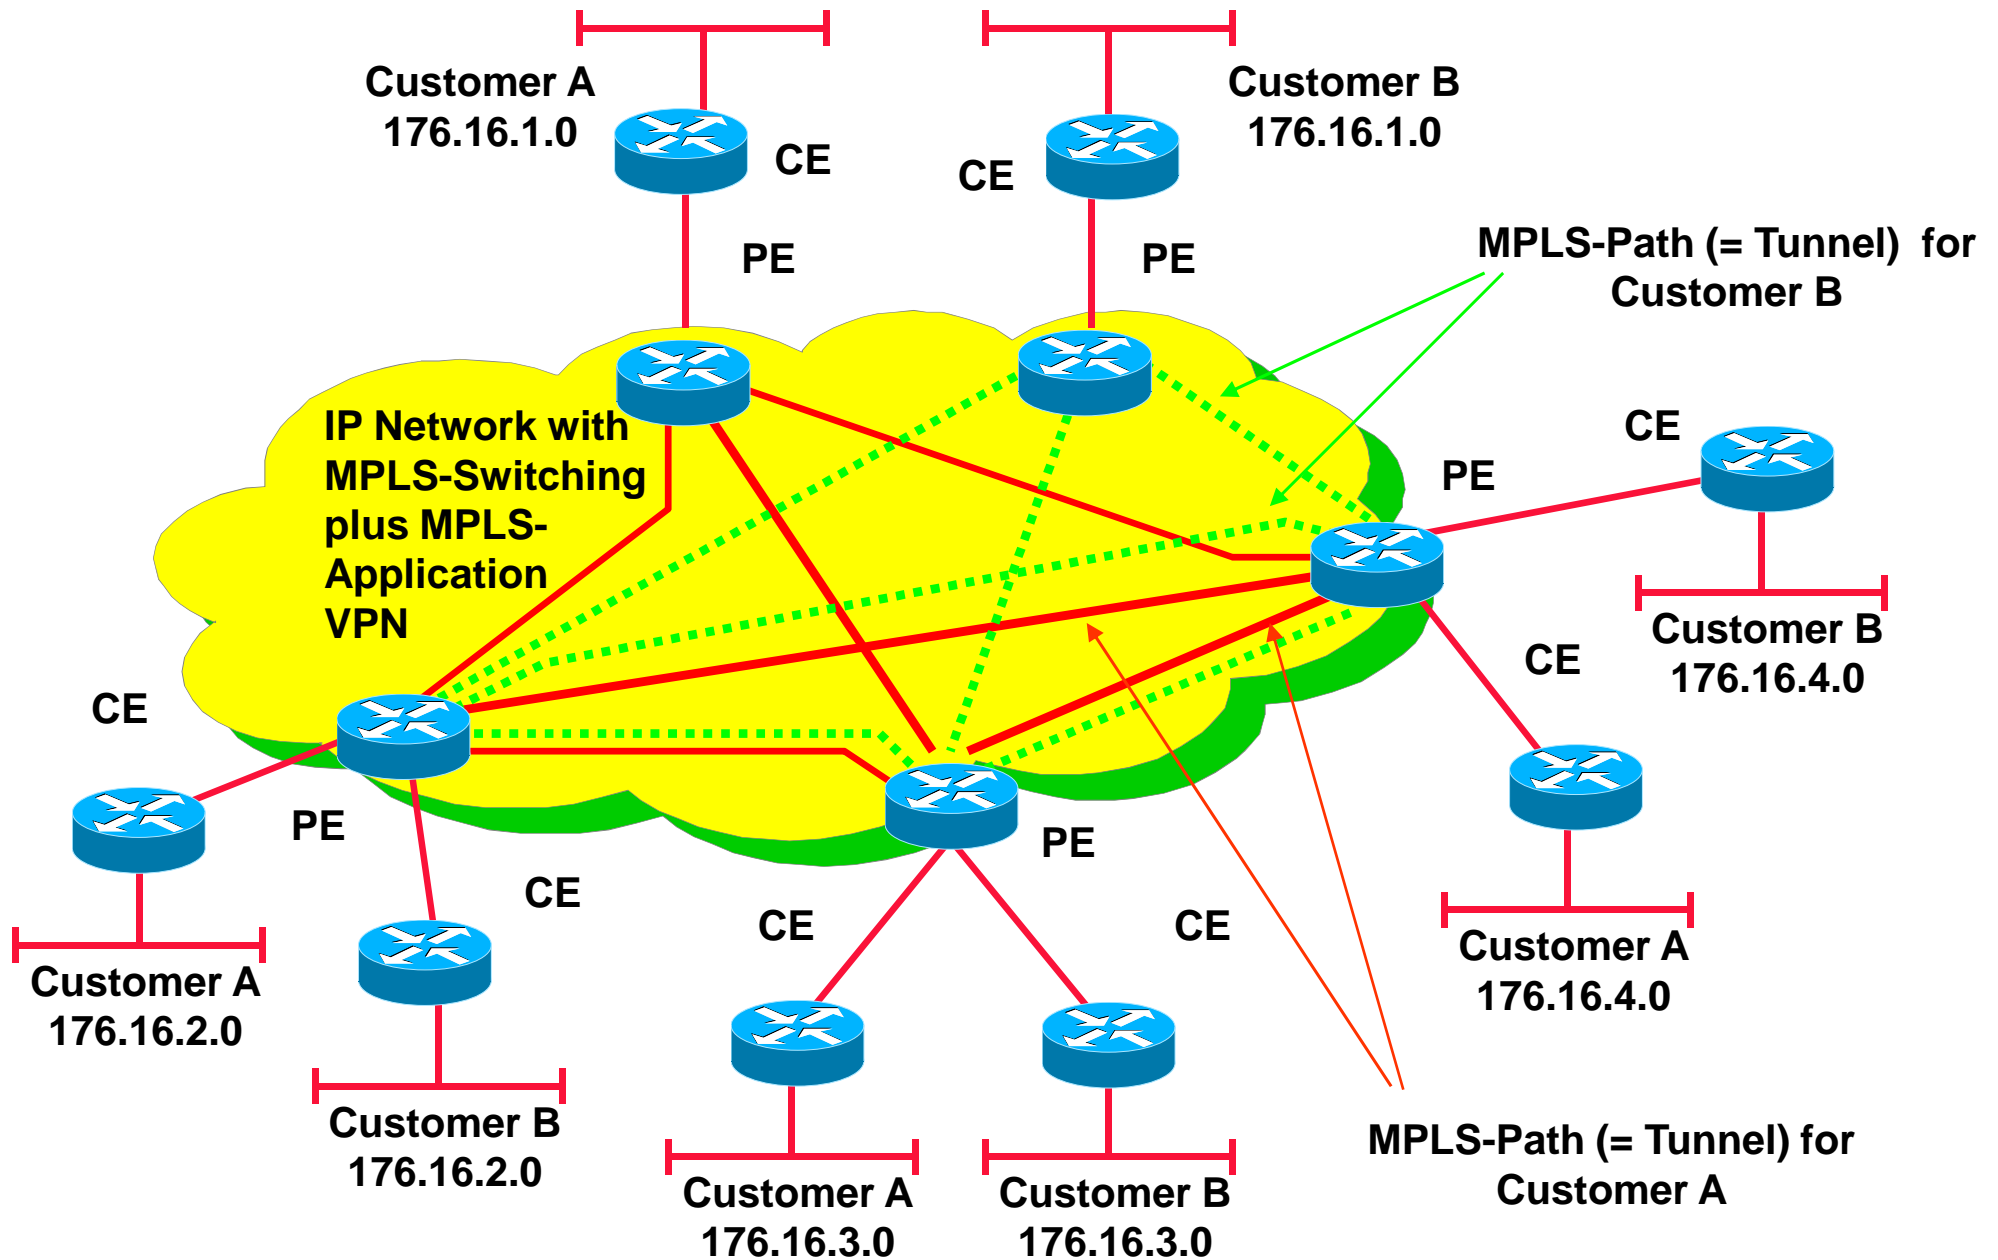 Customer A
176.16.1.0
CE
Customer B
176.16.1.0
CE
PE
PE
MPLS-Path (= Tunnel) for
Customer B
IP Network with
MPLS-Switching
plus MPLS-
Application
VPN
CE
PE
Customer B
176.16.4.0
CE
CE
PE
PE
CE
Customer A
176.16.2.0
CE
CE
Customer A
176.16.4.0
Customer B
176.16.2.0
Customer A
176.16.3.0
Customer B
176.16.3.0
MPLS-Path (= Tunnel) for
Customer A